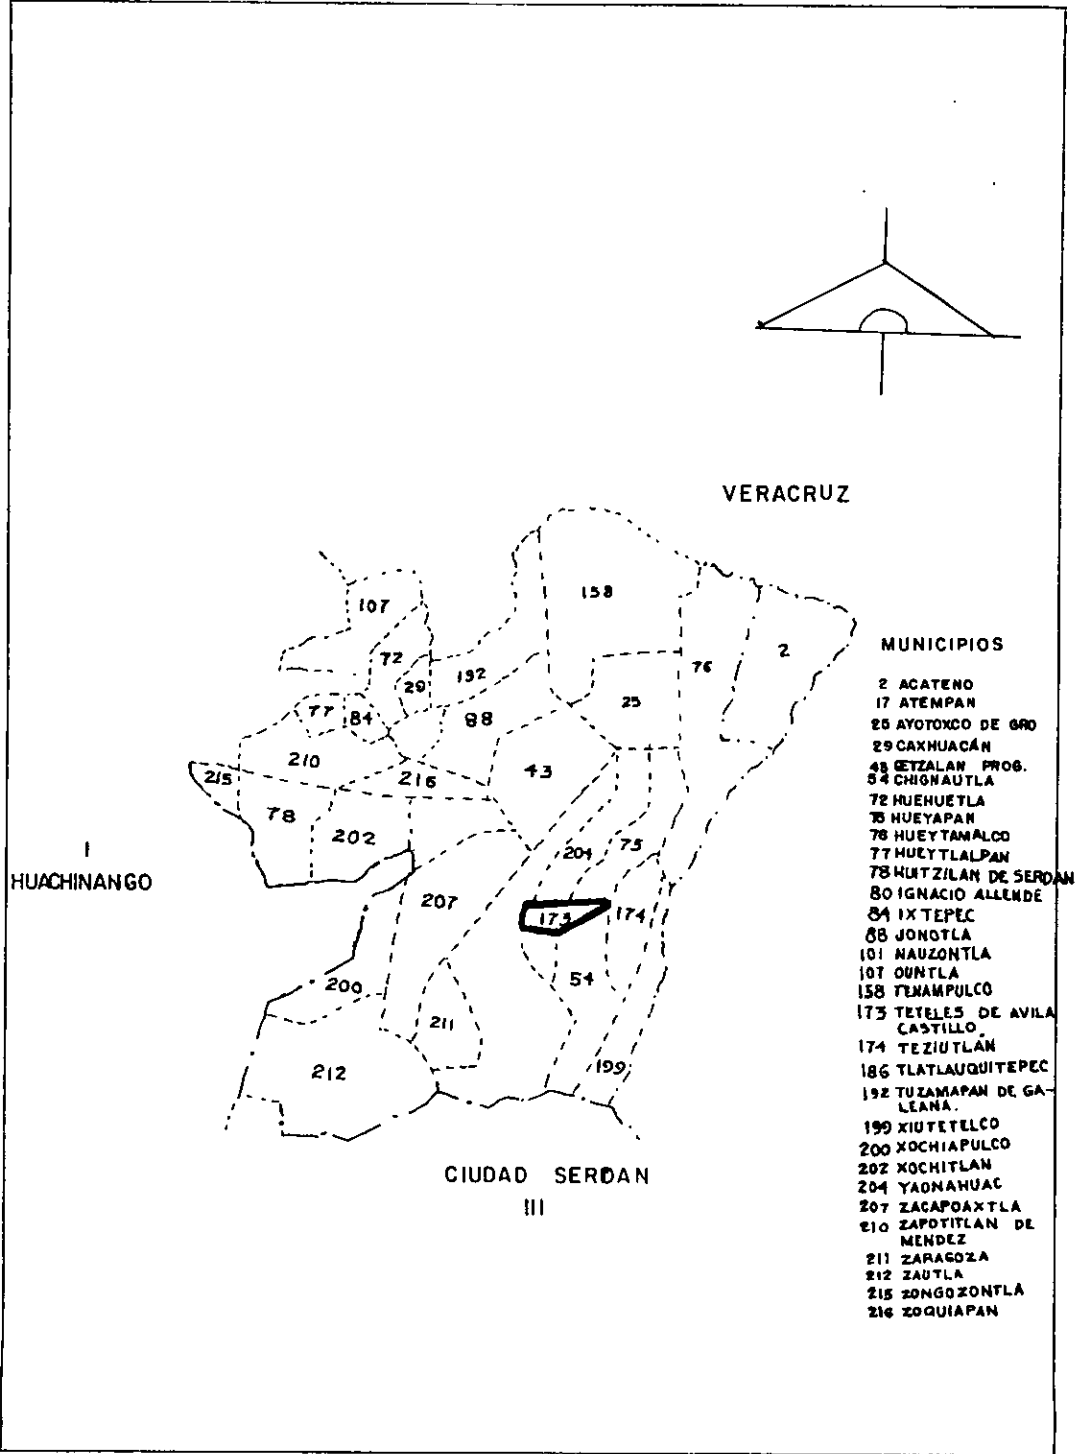 VERACRUZ
158
107
2
72
76
192
29
25
77
84
88
210
43
215
216
78
202
204
75
I
HUACHINANGO
207
173
174
54
200
211
212
199
CIUDAD SERDAN
III
MUNICIPIOS
2 ACATENO
17 ATEMPAN
25 AYOTOXCO DE GRO
29 CAXHUACÁN
43 CETZALAN PROG.
54 CHIGNAUTLA
72 HUEHUETLA
75 HUEYAPAN
76 HUEYTAMALCO
77 HUEYTLALPAN
78 HUITZILAN DE SERDAN
80 IGNACIO ALLENDE
84 IXTEPEC
88 JONOTLA
101 NAUZONTLA
107 OUNTLA
158 TENAMPULCO
173 TETELES DE AVILA
CASTILLO.
174 TEZIUTLÁN
186 TLATLAUQUITEPEC
192 TUZAMAPAN DE GA-
LEANA.
199 XIUTETELCO
200 XOCHIAPULCO
202 XOCHITLAN
204 YAONAHUAC
207 ZACAPOAXTLA
210 ZAPOTITLAN DE
MENDEZ
211 ZARAGOZA
212 ZAUTLA
215 ZONGOZONTLA
216 ZOQUIAPAN